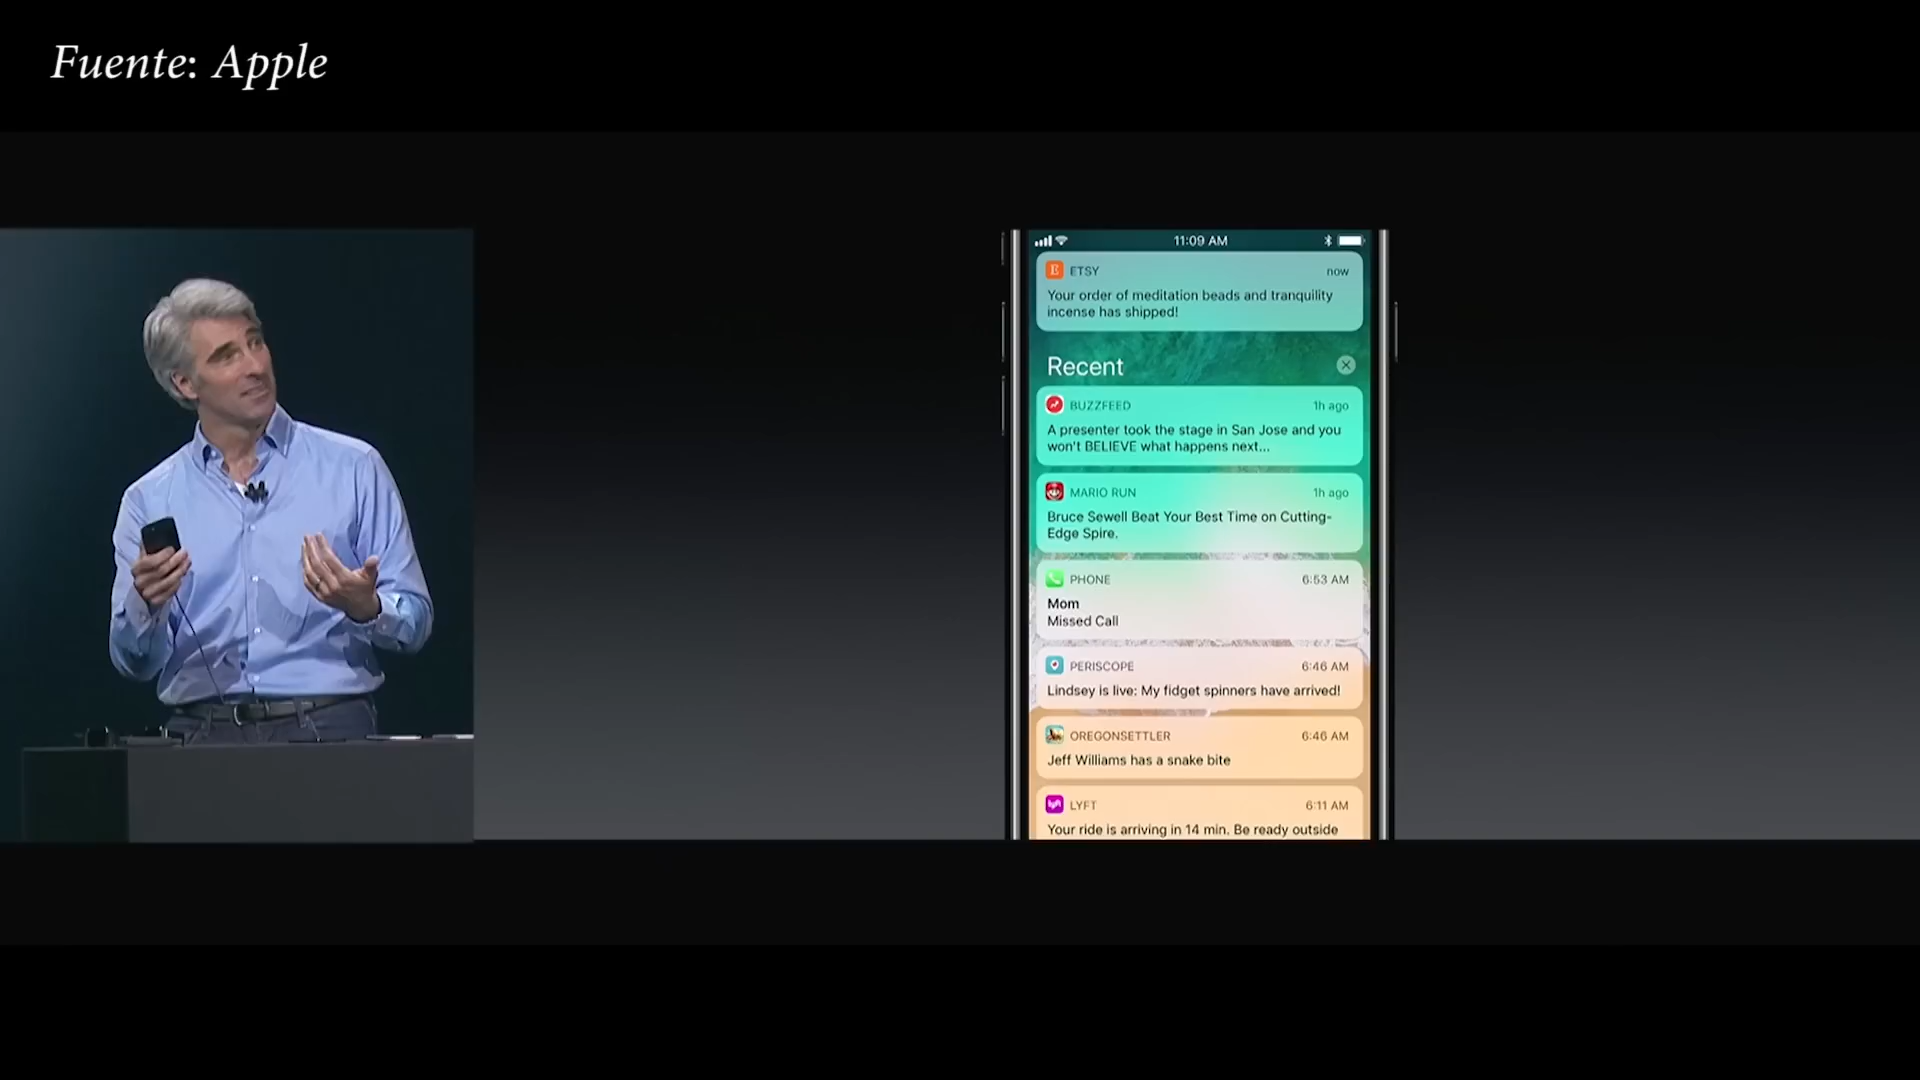 Fuente: Apple
11:09 AM
ETSY now
Your order of meditation beads and tranquility
incense has shipped!
Recent
BUZZFEED 1h ago
A presenter took the stage in San Jose and you
won't BELIEVE what happens next...
MARIO RUN 1h ago
Bruce Sewell Beat Your Best Time on Cutting-
Edge Spire.
PHONE 6:53 AM
Mom
Missed Call
PERISCOPE 6:46 AM
Lindsey is live: My fidget spinners have arrived!
OREGONSETTLER 6:46 AM
Jeff Williams has a snake bite
LYFT 6:11 AM
Your ride is arriving in 14 min. Be ready outside